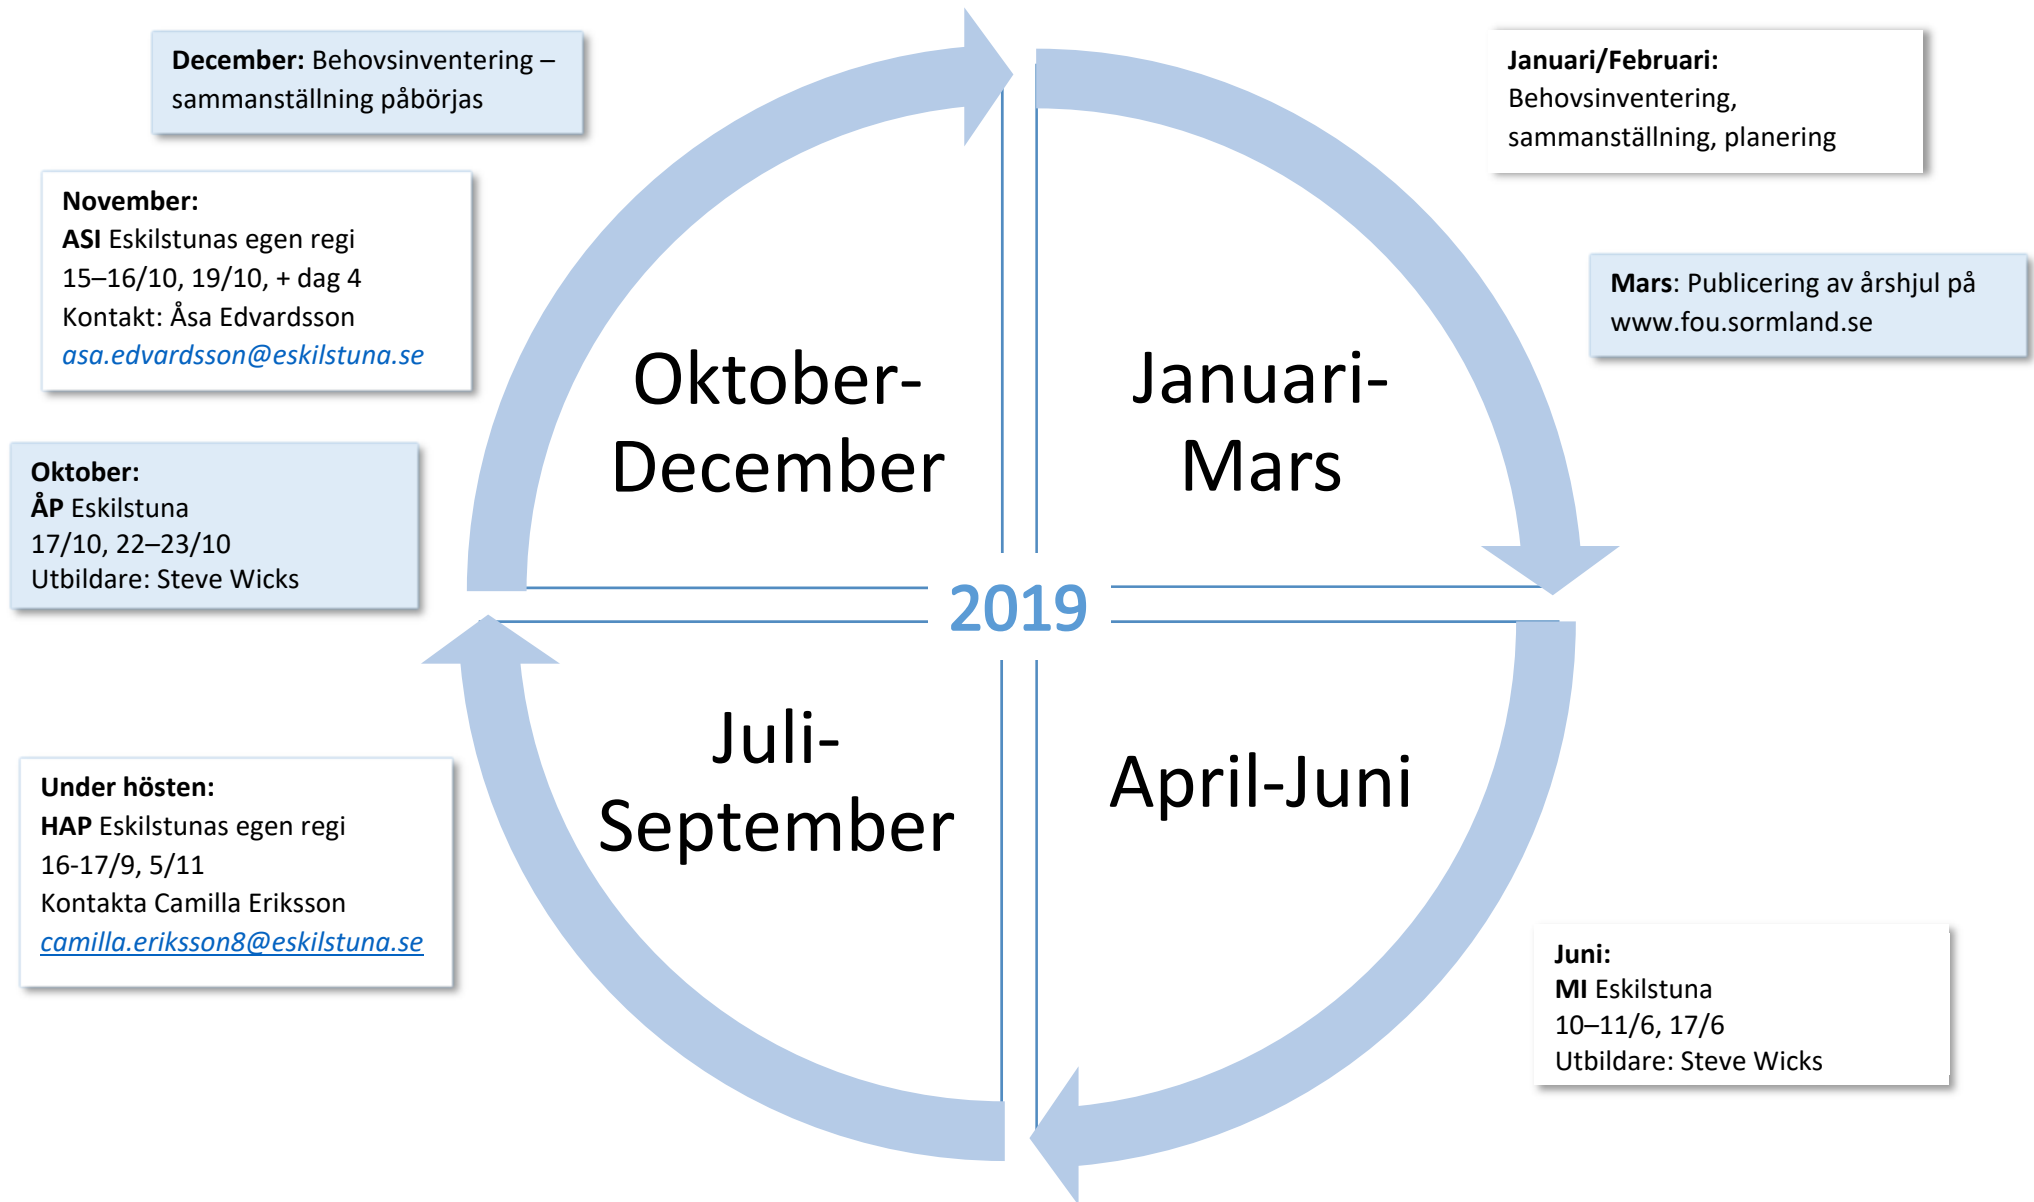 December: Behovsinventering –
sammanställning påbörjas
November:
ASI Eskilstunas egen regi
15–16/10, 19/10, + dag 4
Kontakt: Åsa Edvardsson
asa.edvardsson@eskilstuna.se
Oktober:
ÅP Eskilstuna
17/10, 22–23/10
Utbildare: Steve Wicks
Under hösten:
HAP Eskilstunas egen regi
16-17/9, 5/11
Kontakta Camilla Eriksson
camilla.eriksson8@eskilstuna.se
Oktober-
December
Januari-
Mars
2019
Juli-
September
April-Juni
Januari/Februari:
Behovsinventering,
sammanställning, planering
Mars: Publicering av årshjul på
www.fou.sormland.se
Juni:
MI Eskilstuna
10–11/6, 17/6
Utbildare: Steve Wicks